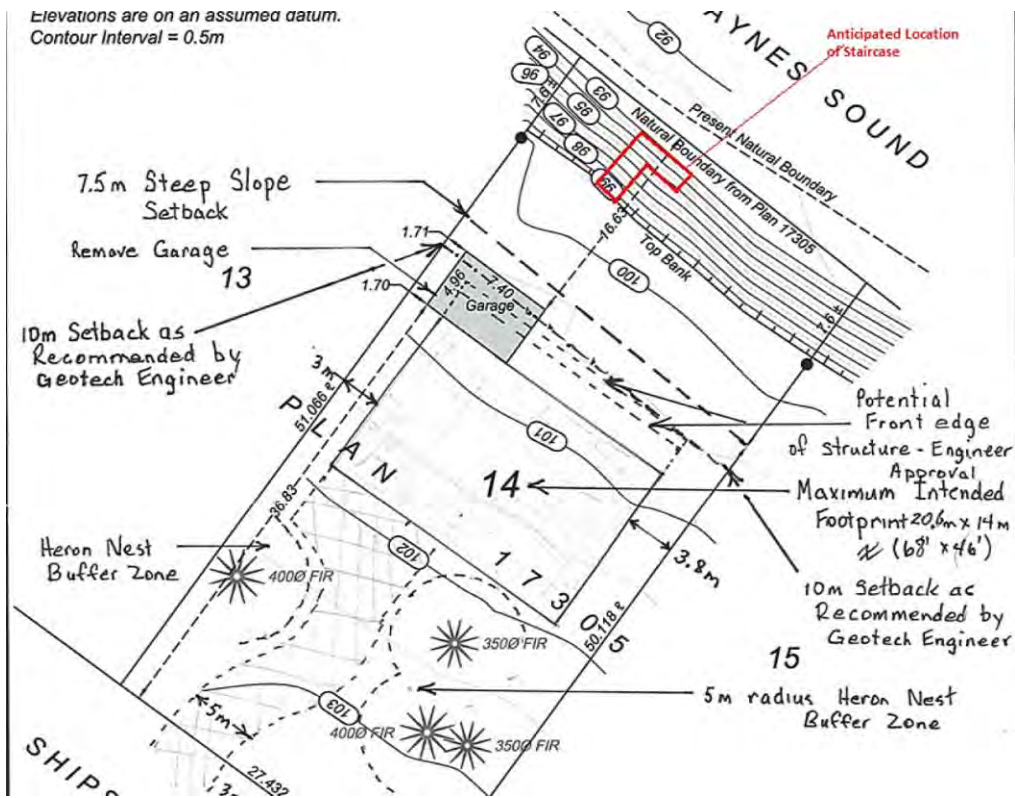 Elevations are on an assumed datum.
Contour Interval = 0.5m
AYNES SOUND
Anticipated Location
of Staircase
92
94
96
93
95
97
98
99
Present Natural Boundary
Natural Boundary from Plan 17305
7.5m Steep Slope
Setback
16.63
Top Bank
100
7.6
1.71
Remove Garage
13
7.40
4.96
Garage
1.70
10m Setback as
Recommended by
Geotech Engineer
3m
51.066
PLAN 17305
101
Potential
Front edge
of Structure - Engineer
Approval
14
Maximum Intended
Footprint 20.6m x 14m
(68' x 46')
36.83
102
3.8m
Heron Nest
Buffer Zone
400Ø FIR
350Ø FIR
50.118
10m Setback as
Recommended by
Geotech Engineer
15
5m radius Heron Nest
Buffer Zone
103
5m
400Ø FIR
350Ø FIR
27.432
SHIPS